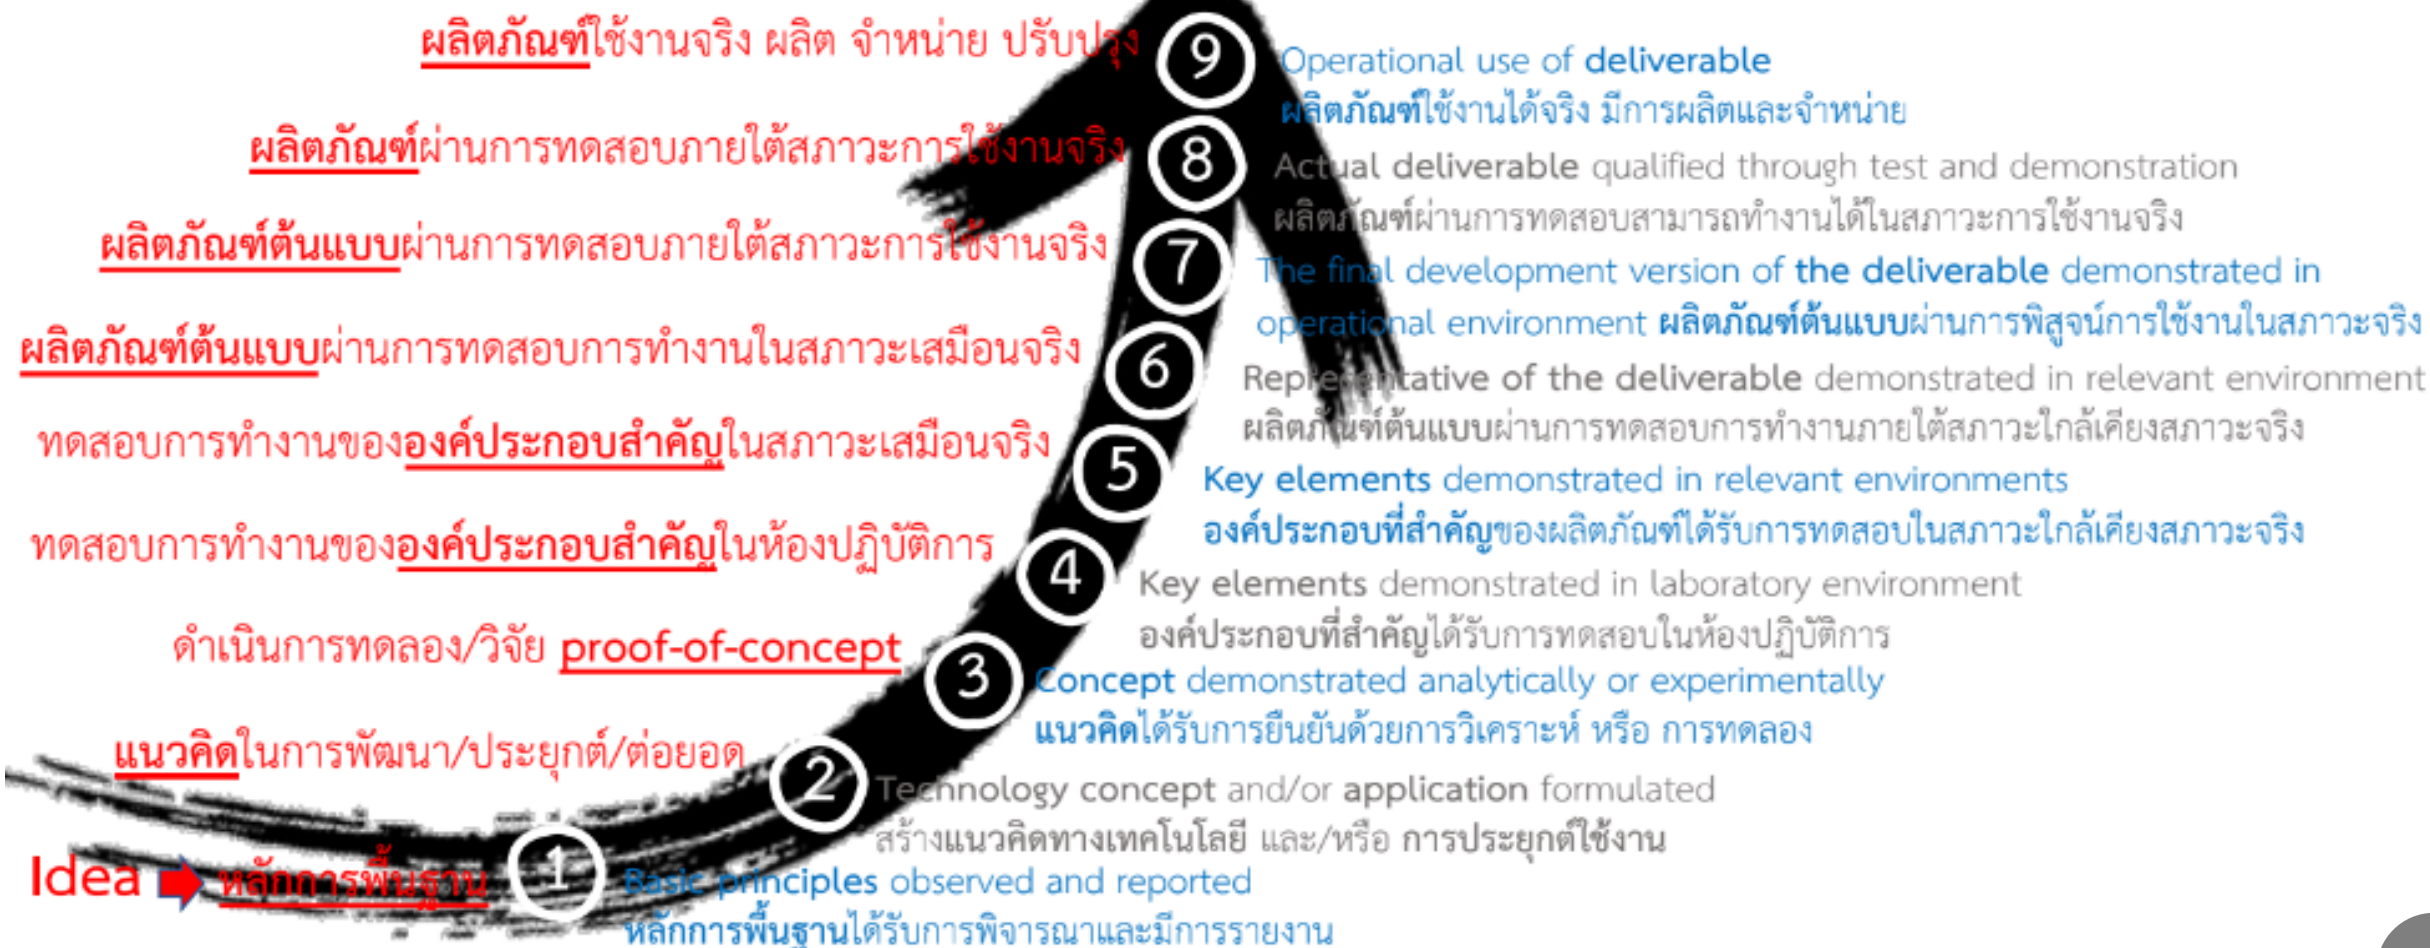 ผลิตภัณฑ์ใช้งานจริง ผลิต จำหน่าย ปรับปรุง
9
Operational use of deliverable
ผลิตภัณฑ์ใช้งานได้จริง มีการผลิตและจำหน่าย
ผลิตภัณฑ์ผ่านการทดสอบภายใต้สภาวะการใช้งานจริง
8
Actual deliverable qualified through test and demonstration
ผลิตภัณฑ์ผ่านการทดสอบสามารถทำงานได้ในสภาวะการใช้งานจริง
ผลิตภัณฑ์ต้นแบบผ่านการทดสอบภายใต้สภาวะการใช้งานจริง
7
The final development version of the deliverable demonstrated in
operational environment ผลิตภัณฑ์ต้นแบบผ่านการพิสูจน์การใช้งานในสภาวะจริง
ผลิตภัณฑ์ต้นแบบผ่านการทดสอบการทำงานในสภาวะเสมือนจริง
6
Representative of the deliverable demonstrated in relevant environment
ผลิตภัณฑ์ต้นแบบผ่านการทดสอบการทำงานภายใต้สภาวะใกล้เคียงสภาวะจริง
ทดสอบการทำงานขององค์ประกอบสำคัญในสภาวะเสมือนจริง
5
Key elements demonstrated in relevant environments
องค์ประกอบที่สำคัญของผลิตภัณฑ์ได้รับการทดสอบในสภาวะใกล้เคียงสภาวะจริง
ทดสอบการทำงานขององค์ประกอบสำคัญในห้องปฏิบัติการ
4
Key elements demonstrated in laboratory environment
องค์ประกอบที่สำคัญได้รับการทดสอบในห้องปฏิบัติการ
ดำเนินการทดลอง/วิจัย proof-of-concept
3
Concept demonstrated analytically or experimentally
แนวคิดได้รับการยืนยันด้วยการวิเคราะห์ หรือ การทดลอง
แนวคิดในการพัฒนา/ประยุกต์/ต่อยอด
2
Technology concept and/or application formulated
สร้างแนวคิดทางเทคโนโลยี และ/หรือ การประยุกต์ใช้งาน
Idea หลักการพื้นฐาน
1
Basic principles observed and reported
หลักการพื้นฐานได้รับการพิจารณาและมีการรายงาน